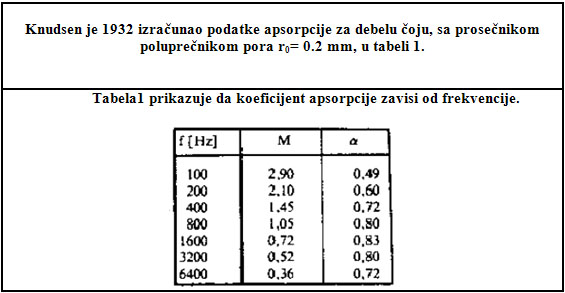 Knudsen je 1932 izračunao podatke apsorpcije za debelu čoju, sa prosečnikom
poluprečnikom pora r₀= 0.2 mm, u tabeli 1.
Tabela1 prikazuje da koeficijent apsorpcije zavisi od frekvencije.
f [Hz] M α
100 2.90 0,49
200 2.10 0,60
400 1.45 0,72
800 1,05 0,80
1600 0,72 0,83
3200 0,52 0,80
6400 0,36 0,72